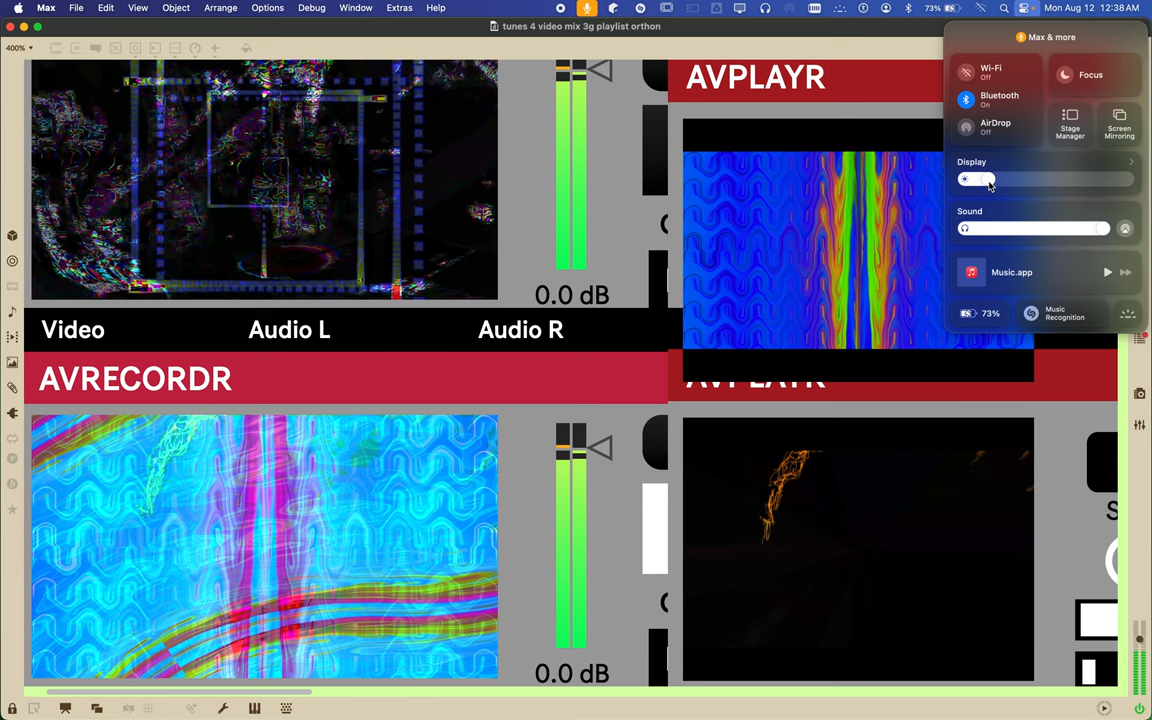 Max File Edit View Object Arrange Options Debug Window Extras Help 73% Mon Aug 12 12:38 AM
tunes 4 video mix 3g playlist orthon
400%
Max & more
Wi-Fi
Off
Focus
Bluetooth
On
AirDrop
Off
Stage
Manager
Screen
Mirroring
Display
Sound
Music.app
73%
Music
Recognition
AVPLAYR
0.0 dB
Video Audio L Audio R
AVRECORDR
AVPLAYR
0.0 dB